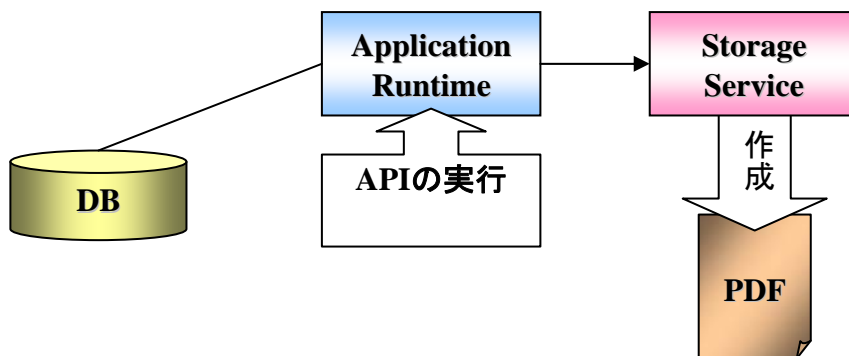 Application
Runtime
Storage
Service
DB
APIの実行
作成
PDF